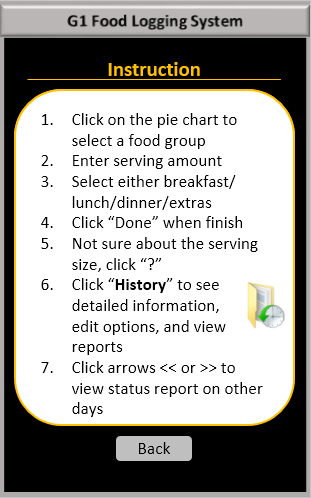 G1 Food Logging System
Instruction
1. Click on the pie chart to
select a food group
2. Enter serving amount
3. Select either breakfast/
lunch/dinner/extras
4. Click “Done” when finish
5. Not sure about the serving
size, click “?”
6. Click “History” to see
detailed information,
edit options, and view
reports
7. Click arrows << or >> to
view status report on other
days
Back